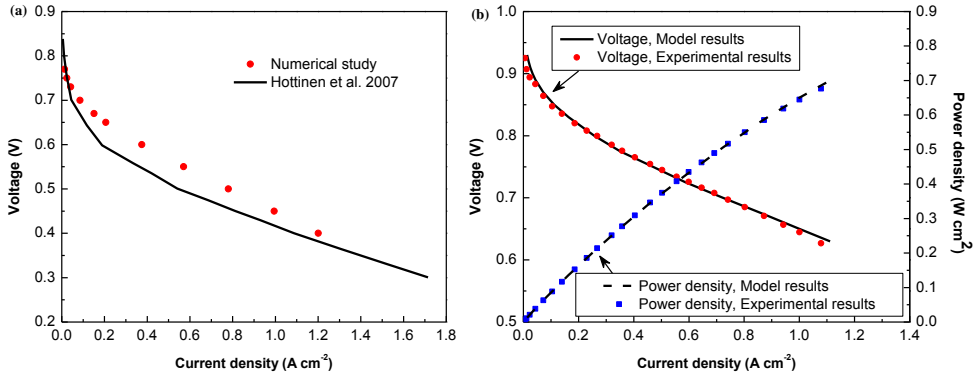 (a)
0.9
0.8
0.7
0.6
0.5
0.4
0.3
0.2
Voltage (V)
Numerical study
Hottinen et al. 2007
0.0 0.2 0.4 0.6 0.8 1.0 1.2 1.4 1.6 1.8
Current density (A cm-2)
(b)
1.0
0.9
0.8
0.7
0.6
0.5
Voltage (V)
Voltage, Model results
Voltage, Experimental results
Power density, Model results
Power density, Experimental results
0.0 0.2 0.4 0.6 0.8 1.0 1.2 1.4
Current density (A cm-2)
0.9
0.8
0.7
0.6
0.5
0.4
0.3
0.2
0.1
0.0
Power density (W cm2)